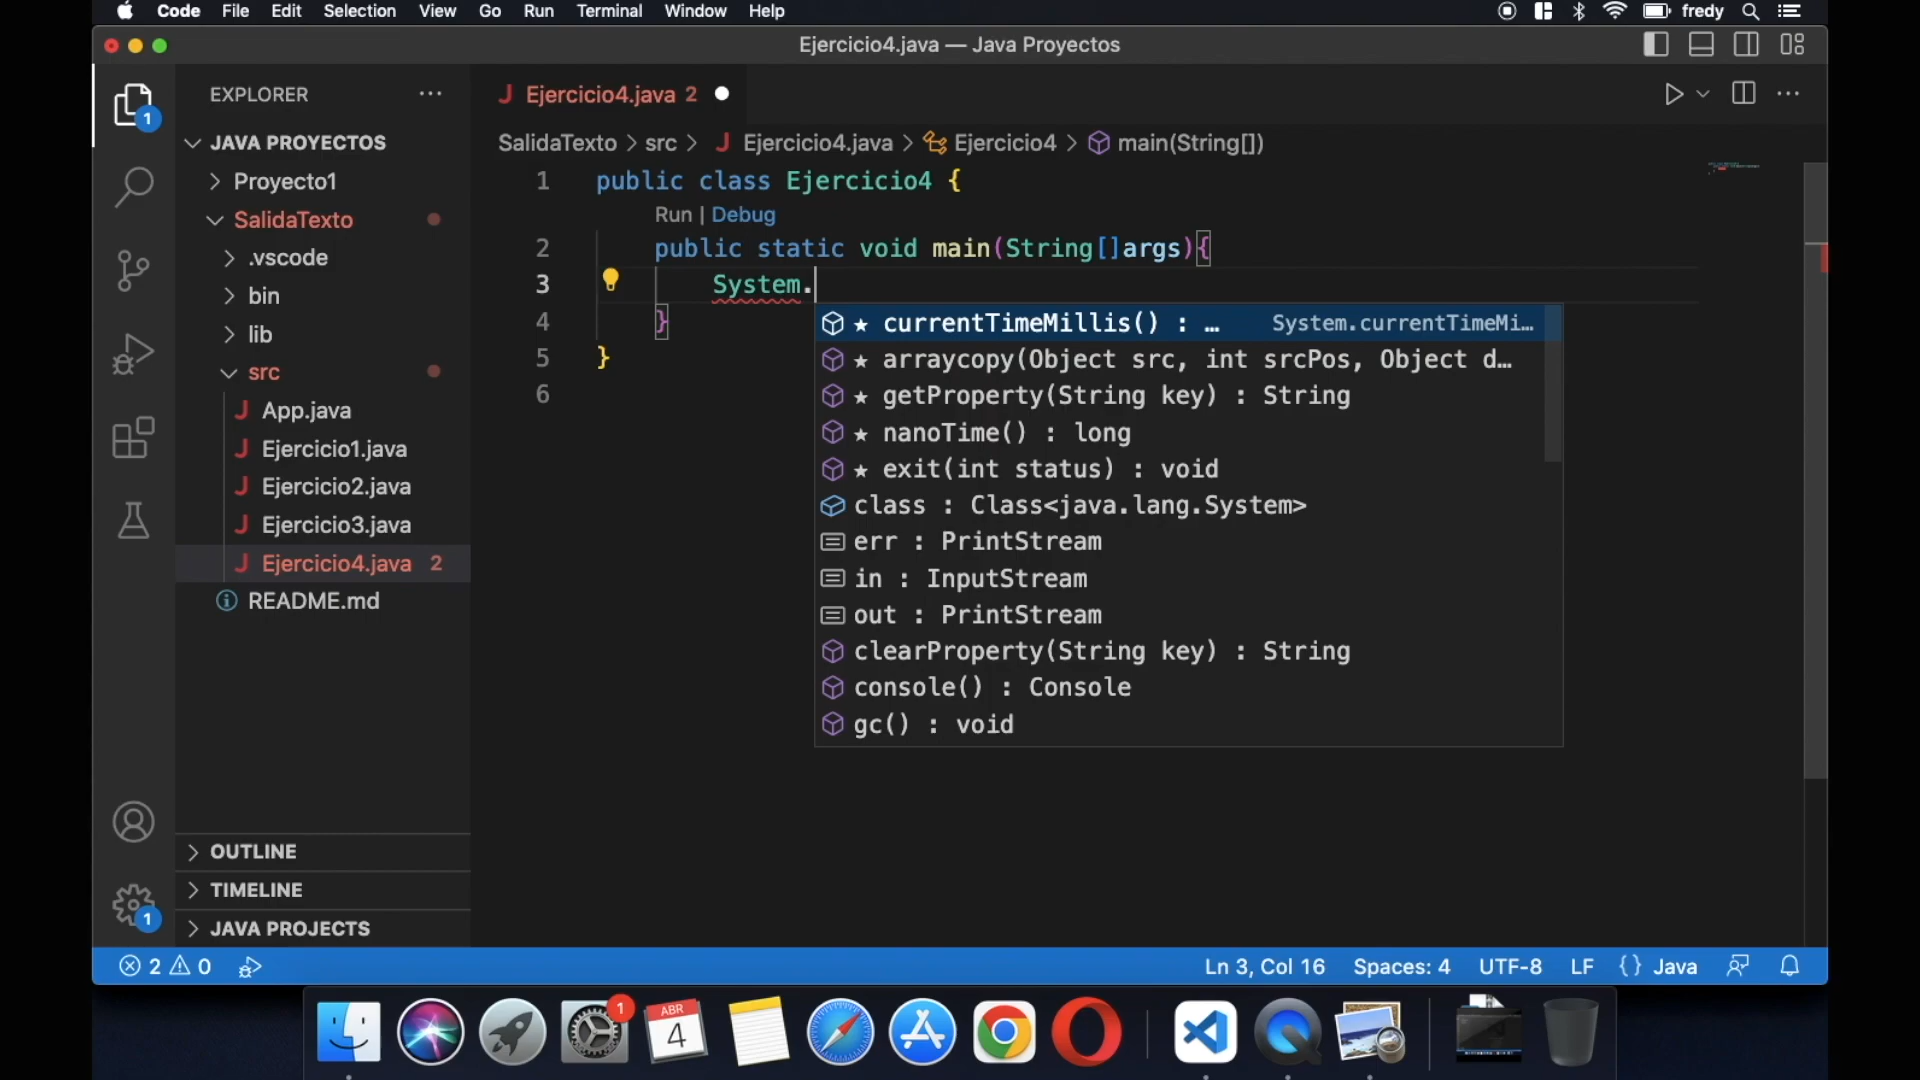 Code File Edit Selection View Go Run Terminal Window Help fredy
Ejercicio4.java — Java Proyectos
EXPLORER
Ejercicio4.java 2
JAVA PROYECTOS
SalidaTexto > src > J Ejercicio4.java > Ejercicio4 > main(String[])
Proyecto1
SalidaTexto
.vscode
bin
lib
src
J App.java
J Ejercicio1.java
J Ejercicio2.java
J Ejercicio3.java
J Ejercicio4.java 2
README.md
OUTLINE
TIMELINE
JAVA PROJECTS
1
1
1 public class Ejercicio4 {
Run | Debug
2 public static void main(String[]args){
3 System.
4 }
5 }
6
★ currentTimeMillis() : … System.currentTimeMi…
★ arraycopy(Object src, int srcPos, Object d…
★ getProperty(String key) : String
★ nanoTime() : long
★ exit(int status) : void
class : Class<java.lang.System>
err : PrintStream
in : InputStream
out : PrintStream
clearProperty(String key) : String
console() : Console
gc() : void
2 0 Ln 3, Col 16 Spaces: 4 UTF-8 LF {} Java
1
ABR
4